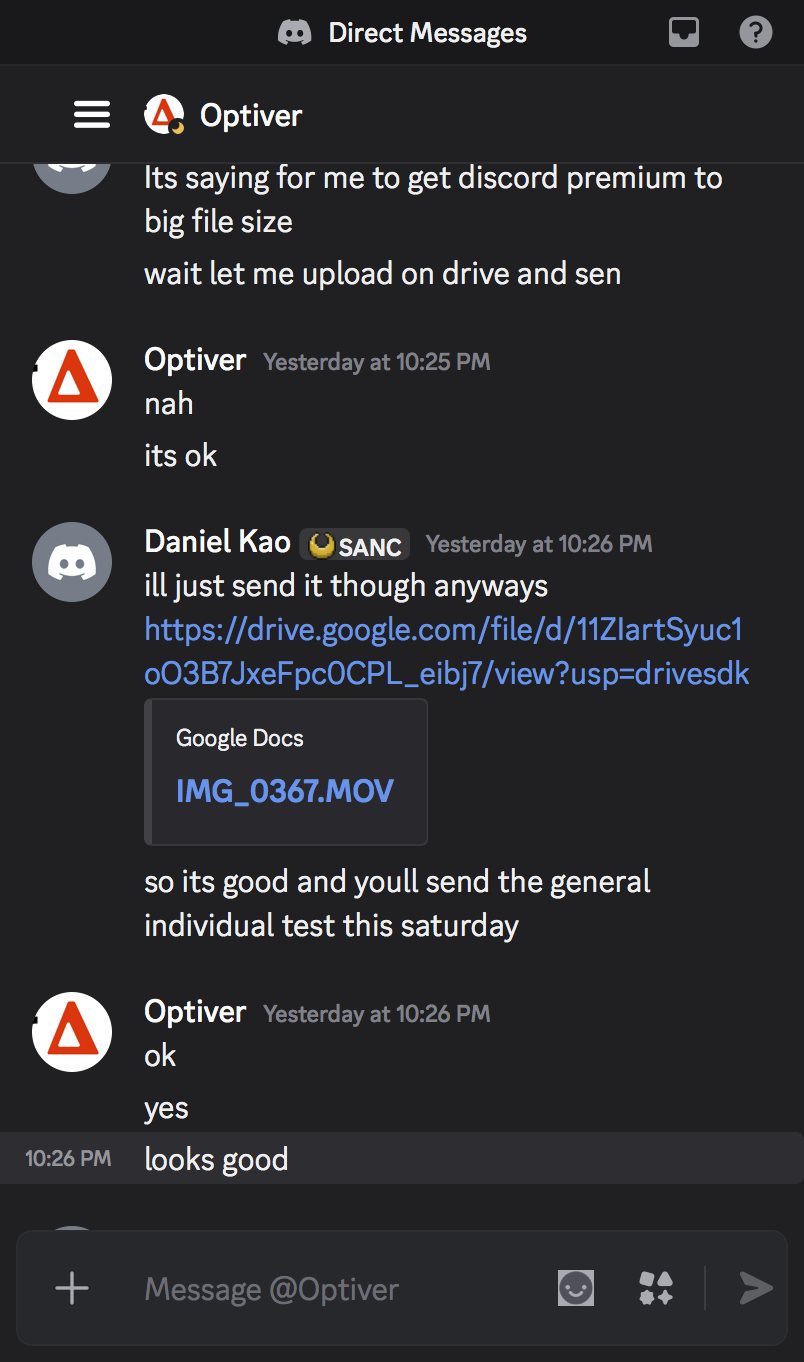 Direct Messages
Optiver
Its saying for me to get discord premium to
big file size
wait let me upload on drive and sen
Optiver Yesterday at 10:25 PM
nah
its ok
Daniel Kao SANC Yesterday at 10:26 PM
ill just send it though anyways
https://drive.google.com/file/d/11ZIartSyuc1
oO3B7JxeFpc0CPL_eibj7/view?usp=drivesdk
Google Docs
IMG_0367.MOV
so its good and youll send the general
individual test this saturday
Optiver Yesterday at 10:26 PM
ok
yes
10:26 PM looks good
Message @Optiver